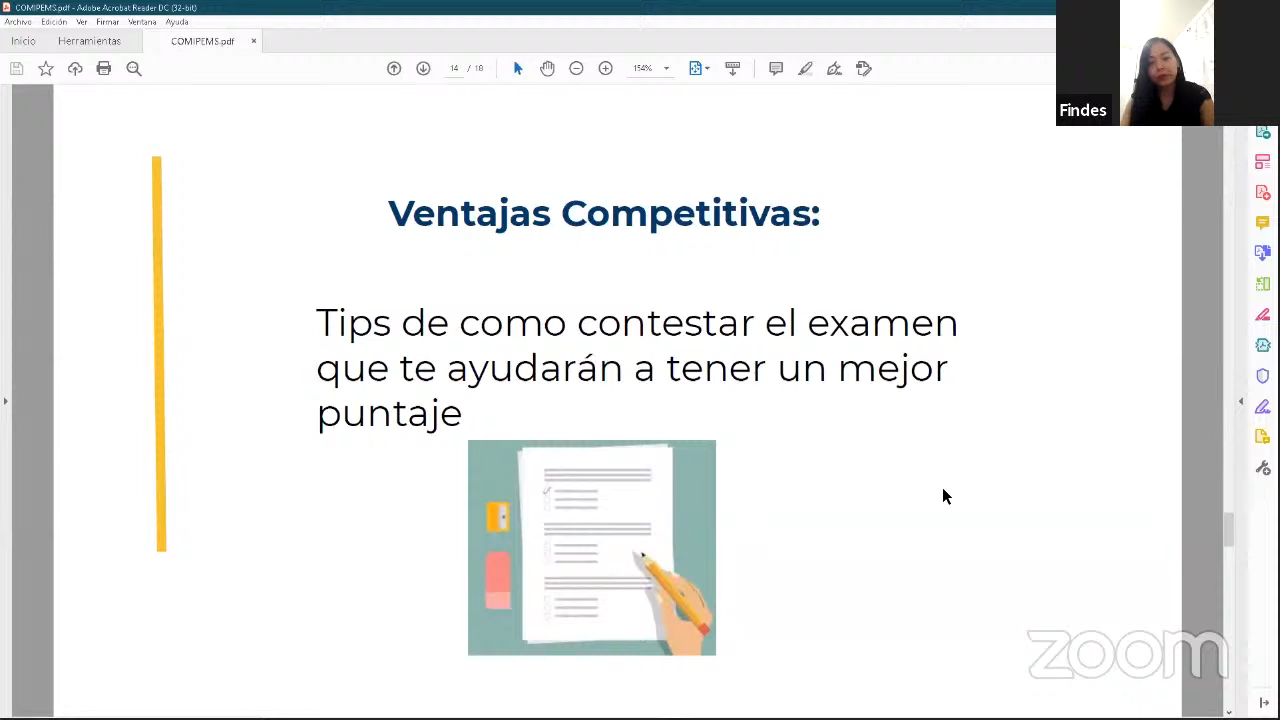 COMIPEMS.pdf - Adobe Acrobat Reader DC (32-bit)
Archivo Edición Ver Firmar Ventana Ayuda
Inicio Herramientas COMIPEMS.pdf ×
14 18 154%
Findes
Ventajas Competitivas:
Tips de como contestar el examen
que te ayudarán a tener un mejor
puntaje
zoom